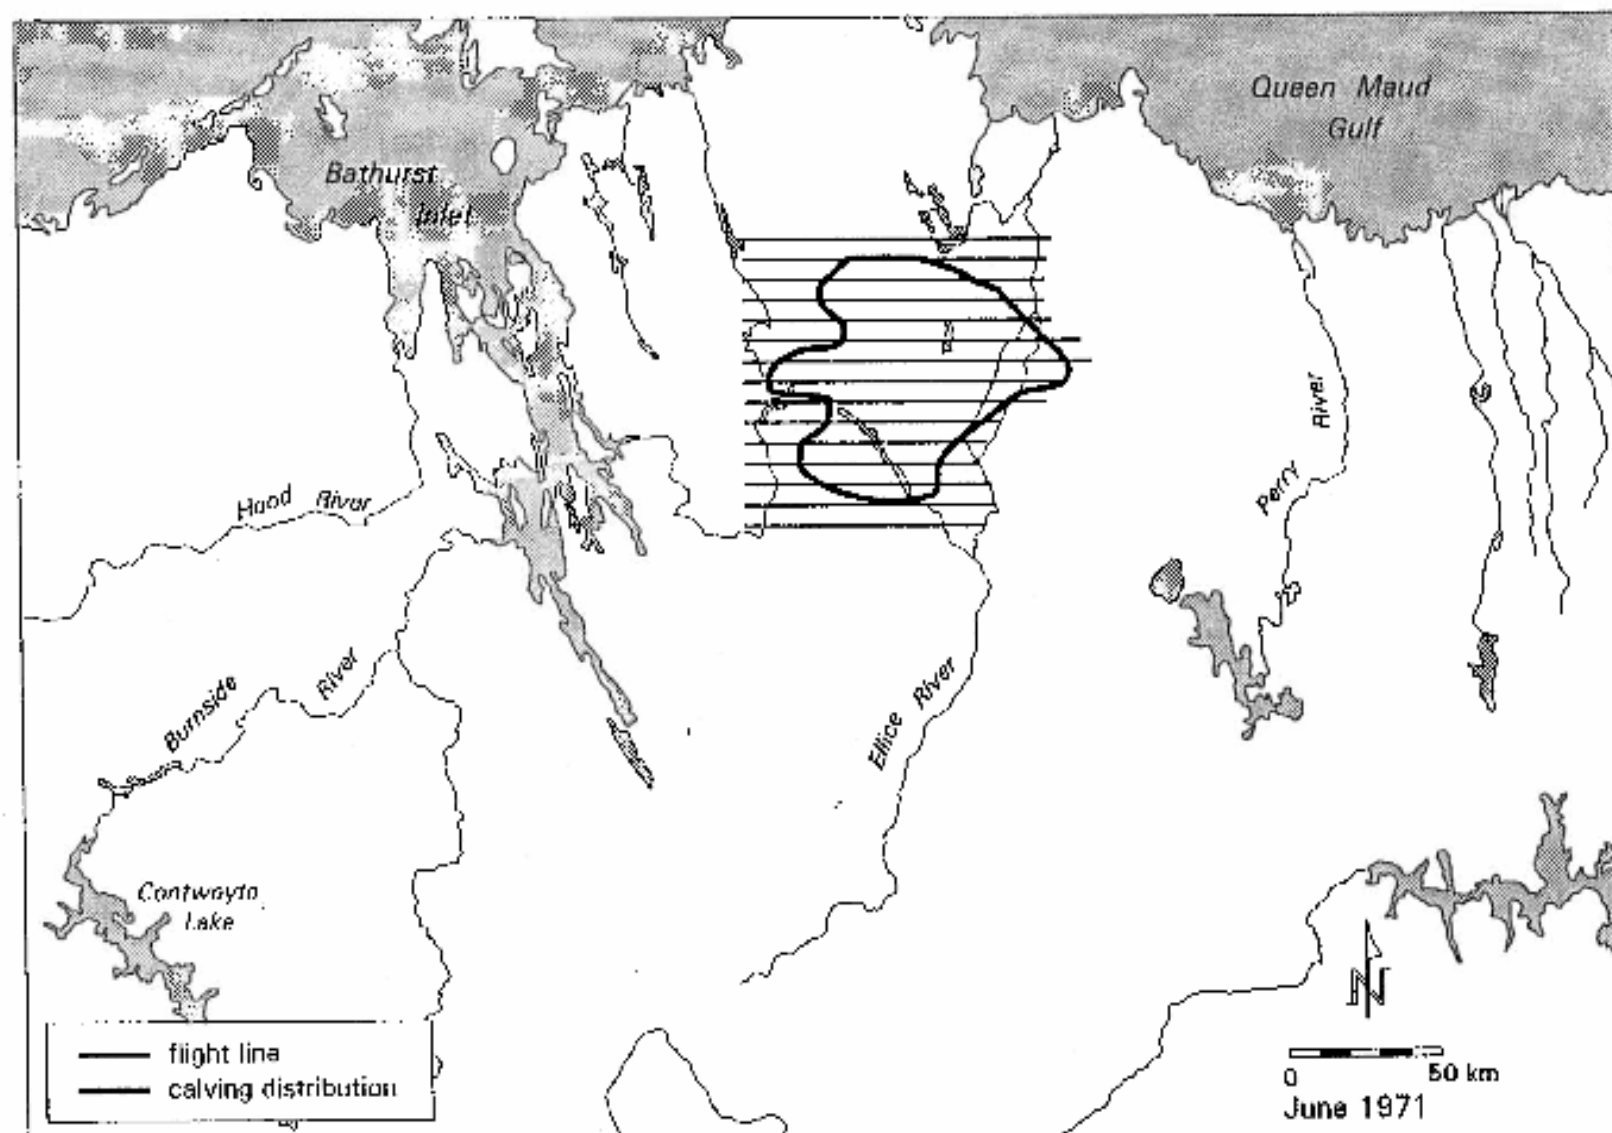 Queen Maud
Gulf
Bathurst
Inlet
River
Perry
Hood River
Burnside River
Ellice River
Contwoyto
Lake
N
flight line
calving distribution
0 50 km
June 1971